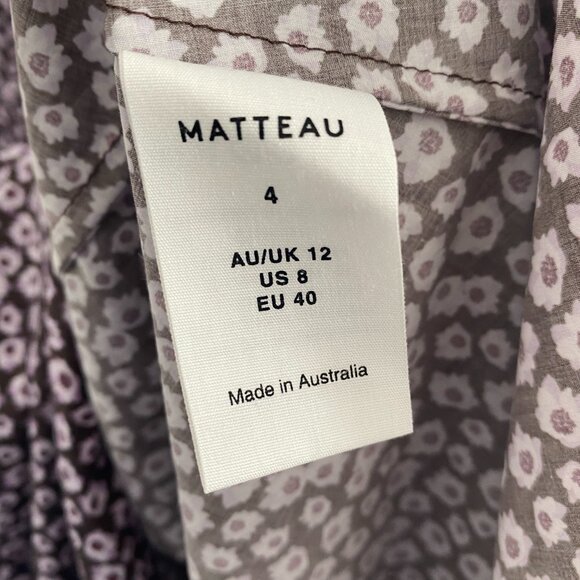 MATTEAU
4
AU/UK 12
US 8
EU 40
Made in Australia